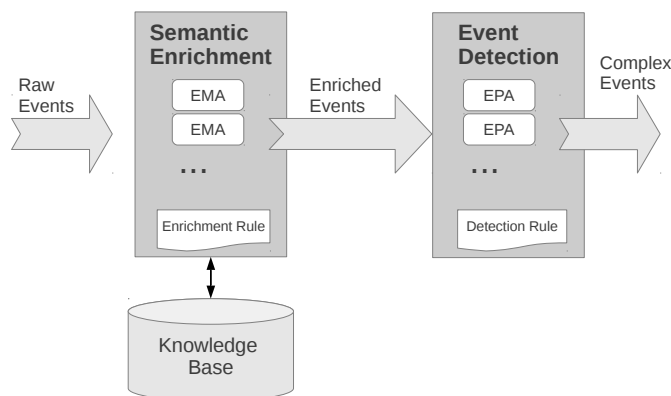 Raw
Events
Semantic
Enrichment
EMA
EMA
...
Enrichment Rule
Knowledge
Base
Enriched
Events
Event
Detection
EPA
EPA
...
Detection Rule
Complex
Events